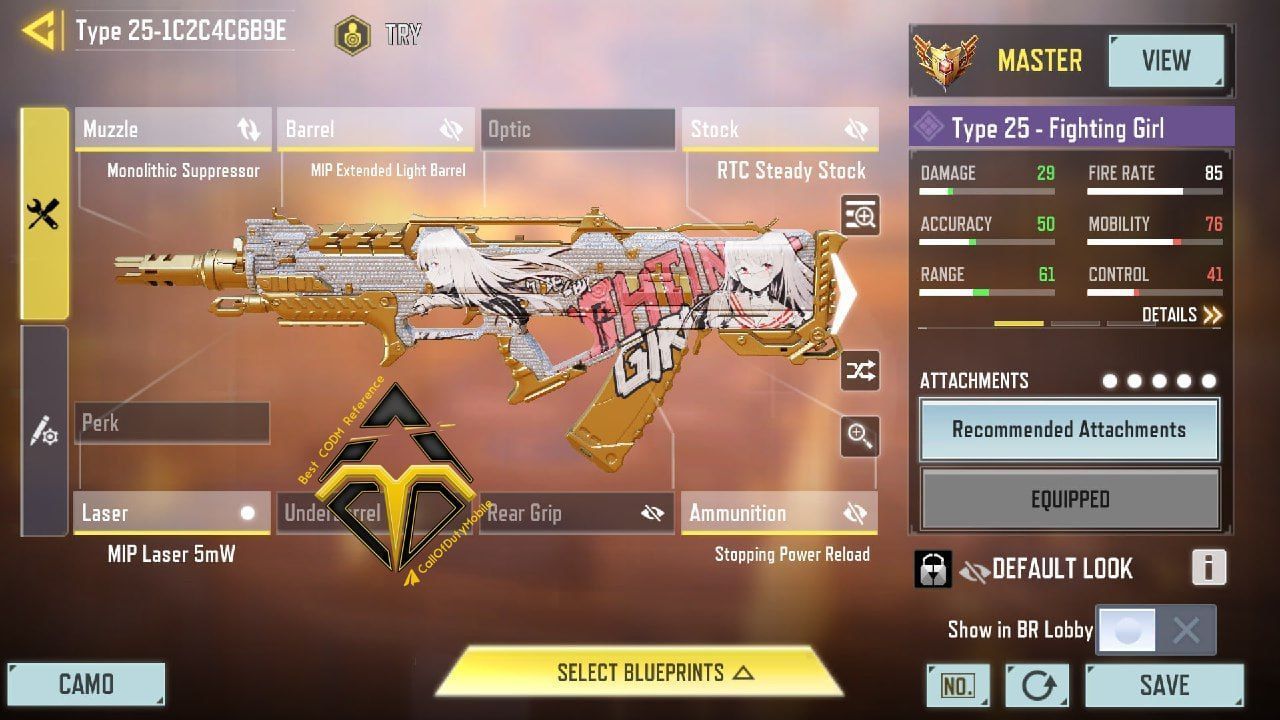 Type 25-1C2C4C6B9E
TRY
MASTER
VIEW
Muzzle
Barrel
Optic
Stock
Monolithic Suppressor
MIP Extended Light Barrel
RTC Steady Stock
Type 25 - Fighting Girl
DAMAGE 29
FIRE RATE 85
ACCURACY 50
MOBILITY 76
RANGE 61
CONTROL 41
DETAILS
GIRL
Perk
ATTACHMENTS
Recommended Attachments
EQUIPPED
Best CODM Reference
CallOfDutyMobile
Laser
Underbarrel
Rear Grip
Ammunition
MIP Laser 5mW
Stopping Power Reload
DEFAULT LOOK
i
Show in BR Lobby
SELECT BLUEPRINTS
CAMO
NO.
SAVE